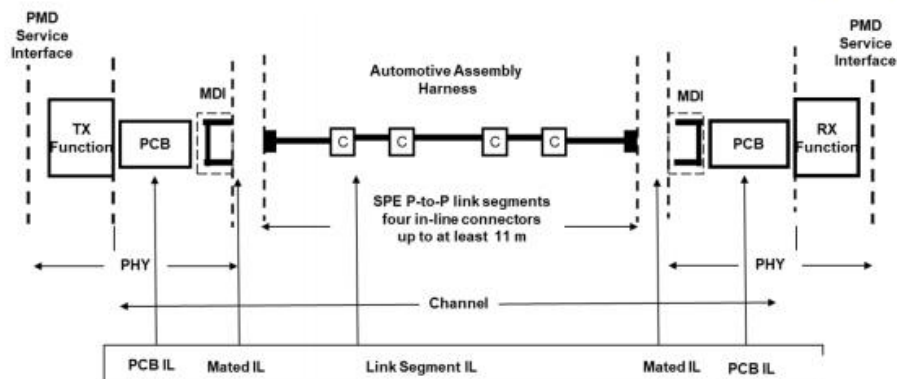 PMD
Service
Interface
PMD
Service
Interface
Automotive Assembly
Harness
MDI
MDI
TX
Function
PCB
C
C
C
C
PCB
RX
Function
SPE P-to-P link segments
four in-line connectors
up to at least 11 m
PHY
PHY
Channel
PCB IL
Mated IL
Link Segment IL
Mated IL
PCB IL